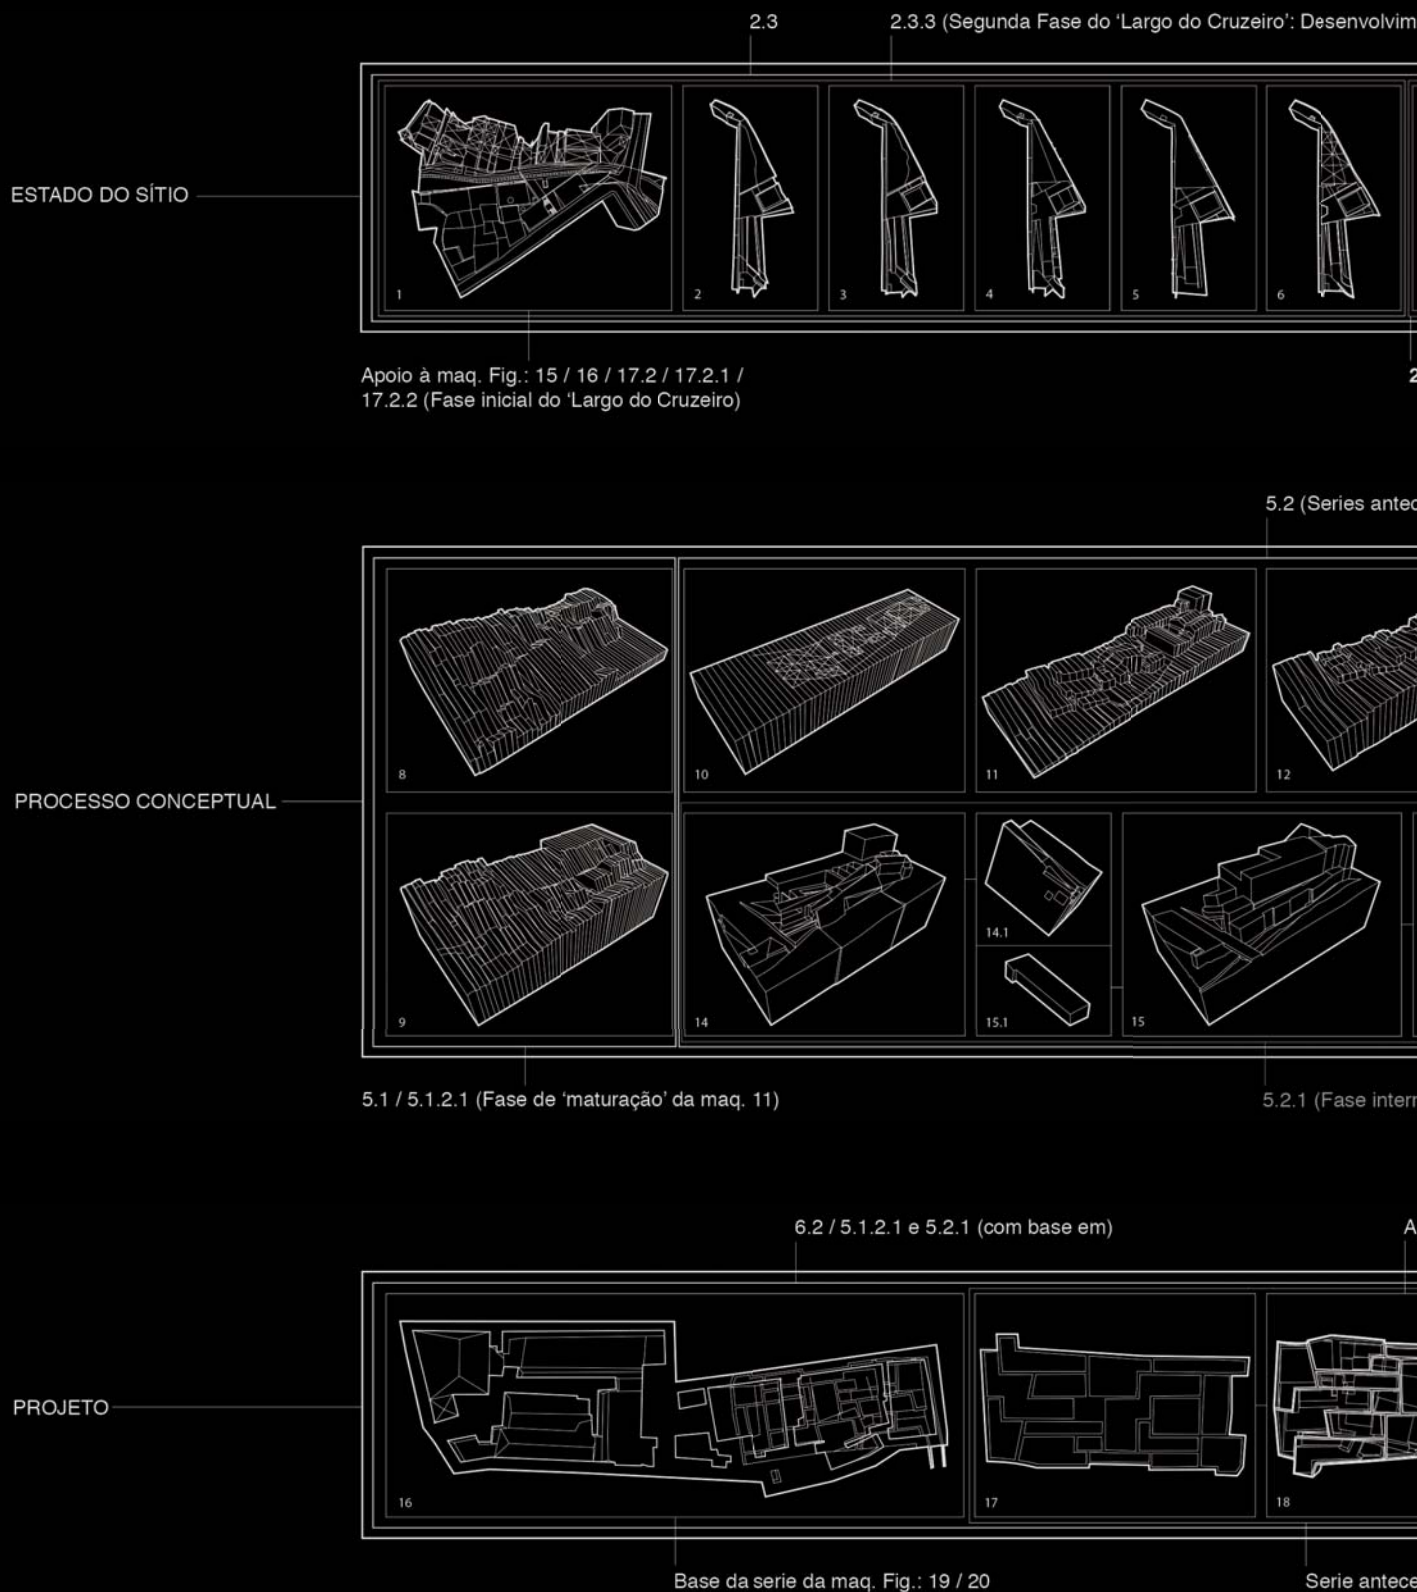 2.3
2.3.3 (Segunda Fase do ‘Largo do Cruzeiro’: Desenvolvim
ESTADO DO SÍTIO
1
2
3
4
5
6
Apoio à maq. Fig.: 15 / 16 / 17.2 / 17.2.1 /
17.2.2 (Fase inicial do ‘Largo do Cruzeiro)
2
5.2 (Series antec
PROCESSO CONCEPTUAL
8
10
11
12
9
14
14.1
15.1
15
5.1 / 5.1.2.1 (Fase de ‘maturação’ da maq. 11)
5.2.1 (Fase interr
6.2 / 5.1.2.1 e 5.2.1 (com base em)
A
PROJETO
16
17
18
Base da serie da maq. Fig.: 19 / 20
Serie antece